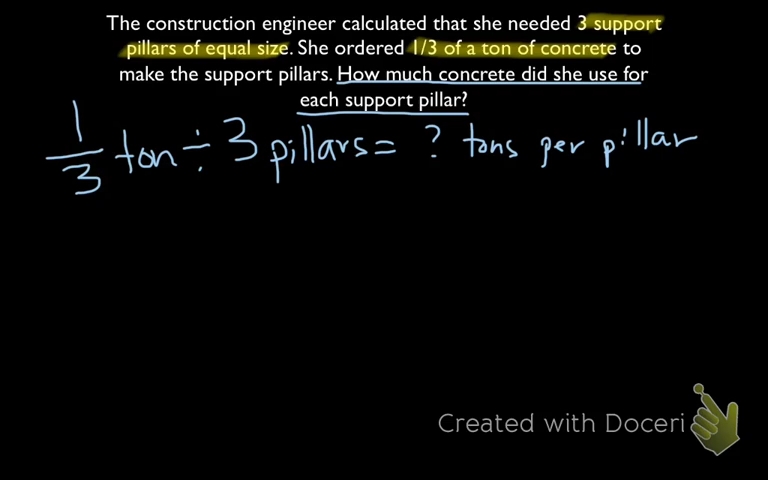 The construction engineer calculated that she needed 3 support
pillars of equal size. She ordered 1/3 of a ton of concrete to
make the support pillars. How much concrete did she use for
each support pillar?
1/3 ton ÷ 3 pillars = ? tons per pillar
Created with Doceri